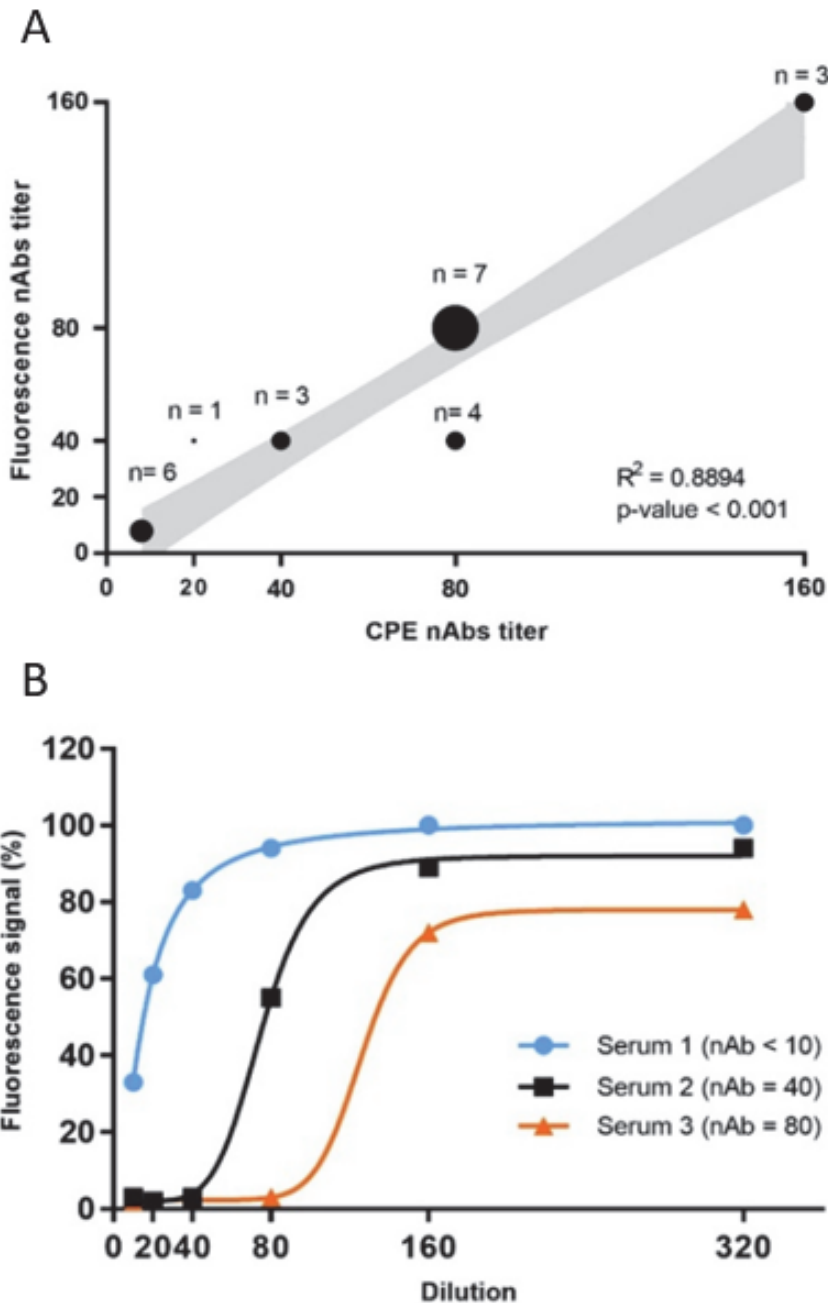 A
n = 3
160
n = 7
80
n = 3
n = 1
n= 4
40
n= 6
R2 = 0.8894
20
p-value < 0.001
0
0 20 40 80 160
Fluorescence nAbs titer
CPE nAbs titer
B
120
100
80
60
40
20
0
Fluorescence signal (%)
Serum 1 (nAb < 10)
Serum 2 (nAb = 40)
Serum 3 (nAb = 80)
0 20 40 80 160 320
Dilution